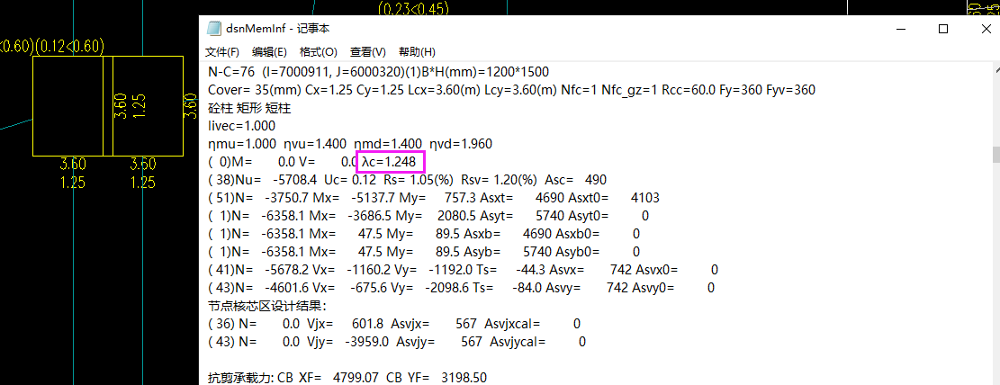 (0.23<0.45)
0.60)(0.12<0.60)
3.60
1.25
3.60
3.60
3.60
1.25
1.25
dsnMemInf - 记事本
文件(F) 编辑(E) 格式(O) 查看(V) 帮助(H)
N-C=76 (I=7000911, J=6000320)(1)B*H(mm)=1200*1500
Cover= 35(mm) Cx=1.25 Cy=1.25 Lcx=3.60(m) Lcy=3.60(m) Nfc=1 Nfc_gz=1 Rcc=60.0 Fy=360 Fyv=360
砼柱 矩形 短柱
livec=1.000
ηmu=1.000 ηvu=1.400 ηmd=1.400 ηvd=1.960
( 0)M= 0.0 V= 0.0 λc=1.248
( 38)Nu= -5708.4 Uc= 0.12 Rs= 1.05(%) Rsv= 1.20(%) Asc= 490
( 51)N= -3750.7 Mx= -5137.7 My= 757.3 Asxt= 4690 Asxt0= 4103
( 1)N= -6358.1 Mx= -3686.5 My= 2080.5 Asyt= 5740 Asyt0= 0
( 1)N= -6358.1 Mx= 47.5 My= 89.5 Asxb= 4690 Asxb0= 0
( 1)N= -6358.1 Mx= 47.5 My= 89.5 Asyb= 5740 Asyb0= 0
( 41)N= -5678.2 Vx= -1160.2 Vy= -1192.0 Ts= -44.3 Asvx= 742 Asvx0= 0
( 43)N= -4601.6 Vx= -675.6 Vy= -2098.6 Ts= -84.0 Asvy= 742 Asvy0= 0
节点核芯区设计结果：
( 36) N= 0.0 Vjx= 601.8 Asvjx= 567 Asvjxcal= 0
( 43) N= 0.0 Vjy= -3959.0 Asvjy= 567 Asvjycal= 0
抗剪承载力: CB_XF= 4799.07 CB_YF= 3198.50